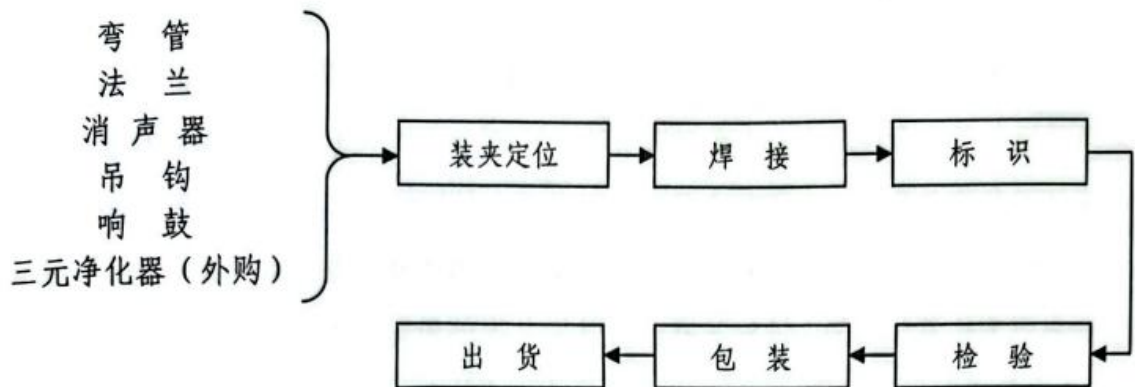 弯管
法兰
消声器
吊钩
响鼓
三元净化器(外购)
装夹定位
焊接
标识
检验
包装
出货